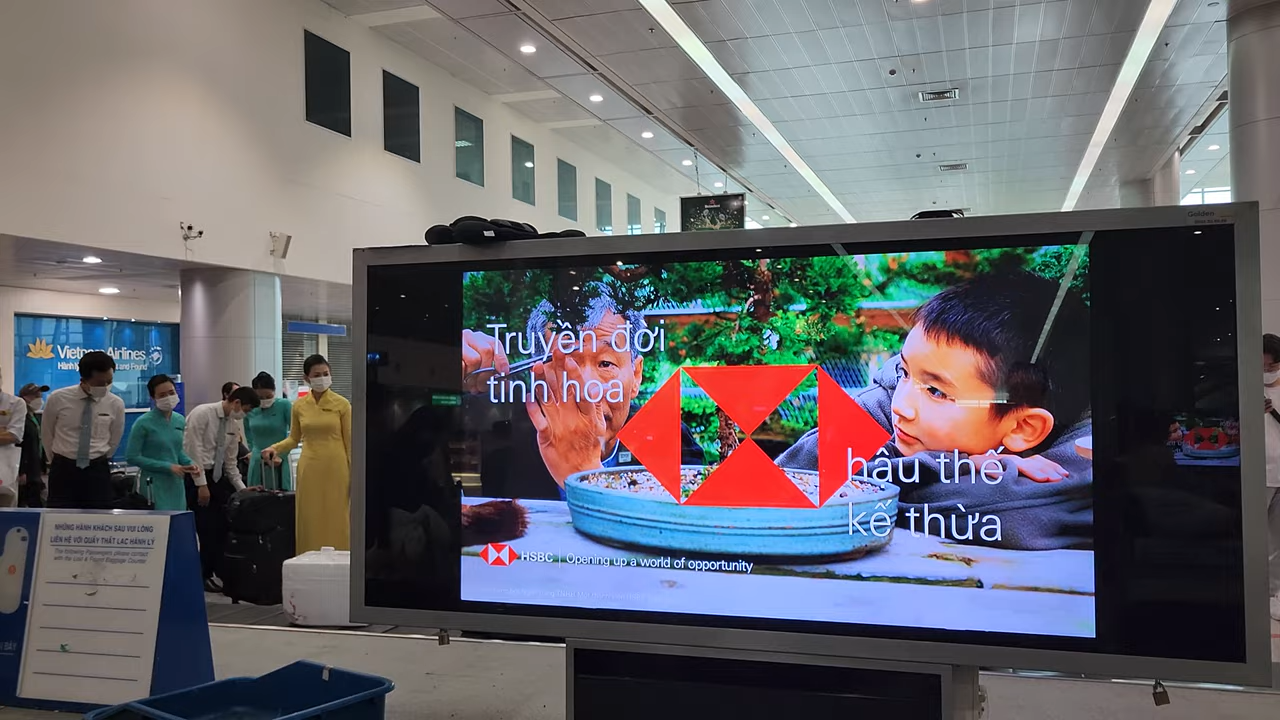 Golden
Vietnam Airlines
Truyền đời
tinh hoa
hậu thế
kế thừa
HSBC | Opening up a world of opportunity
NHỮNG HÀNH KHÁCH SAU VUI LÒNG
LIÊN HỆ VỚI QUẦY THẤT LẠC HÀNH LÝ
The following Passengers please contact
with the Lost & Found Baggage Counter